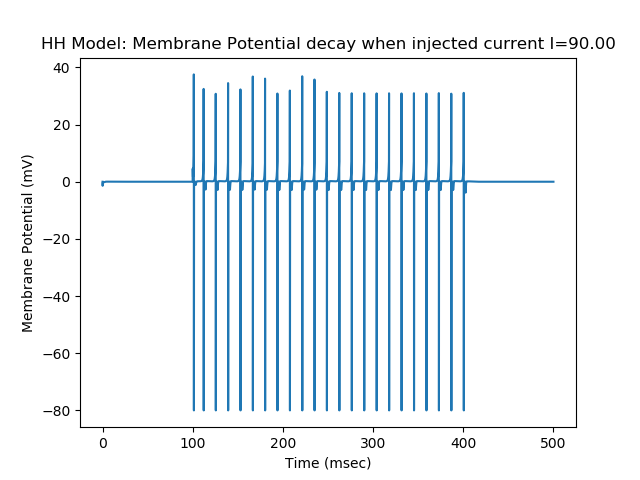 HH Model: Membrane Potential decay when injected current I=90.00
40
20
0
−20
−40
−60
−80
Membrane Potential (mV)
0 100 200 300 400 500
Time (msec)